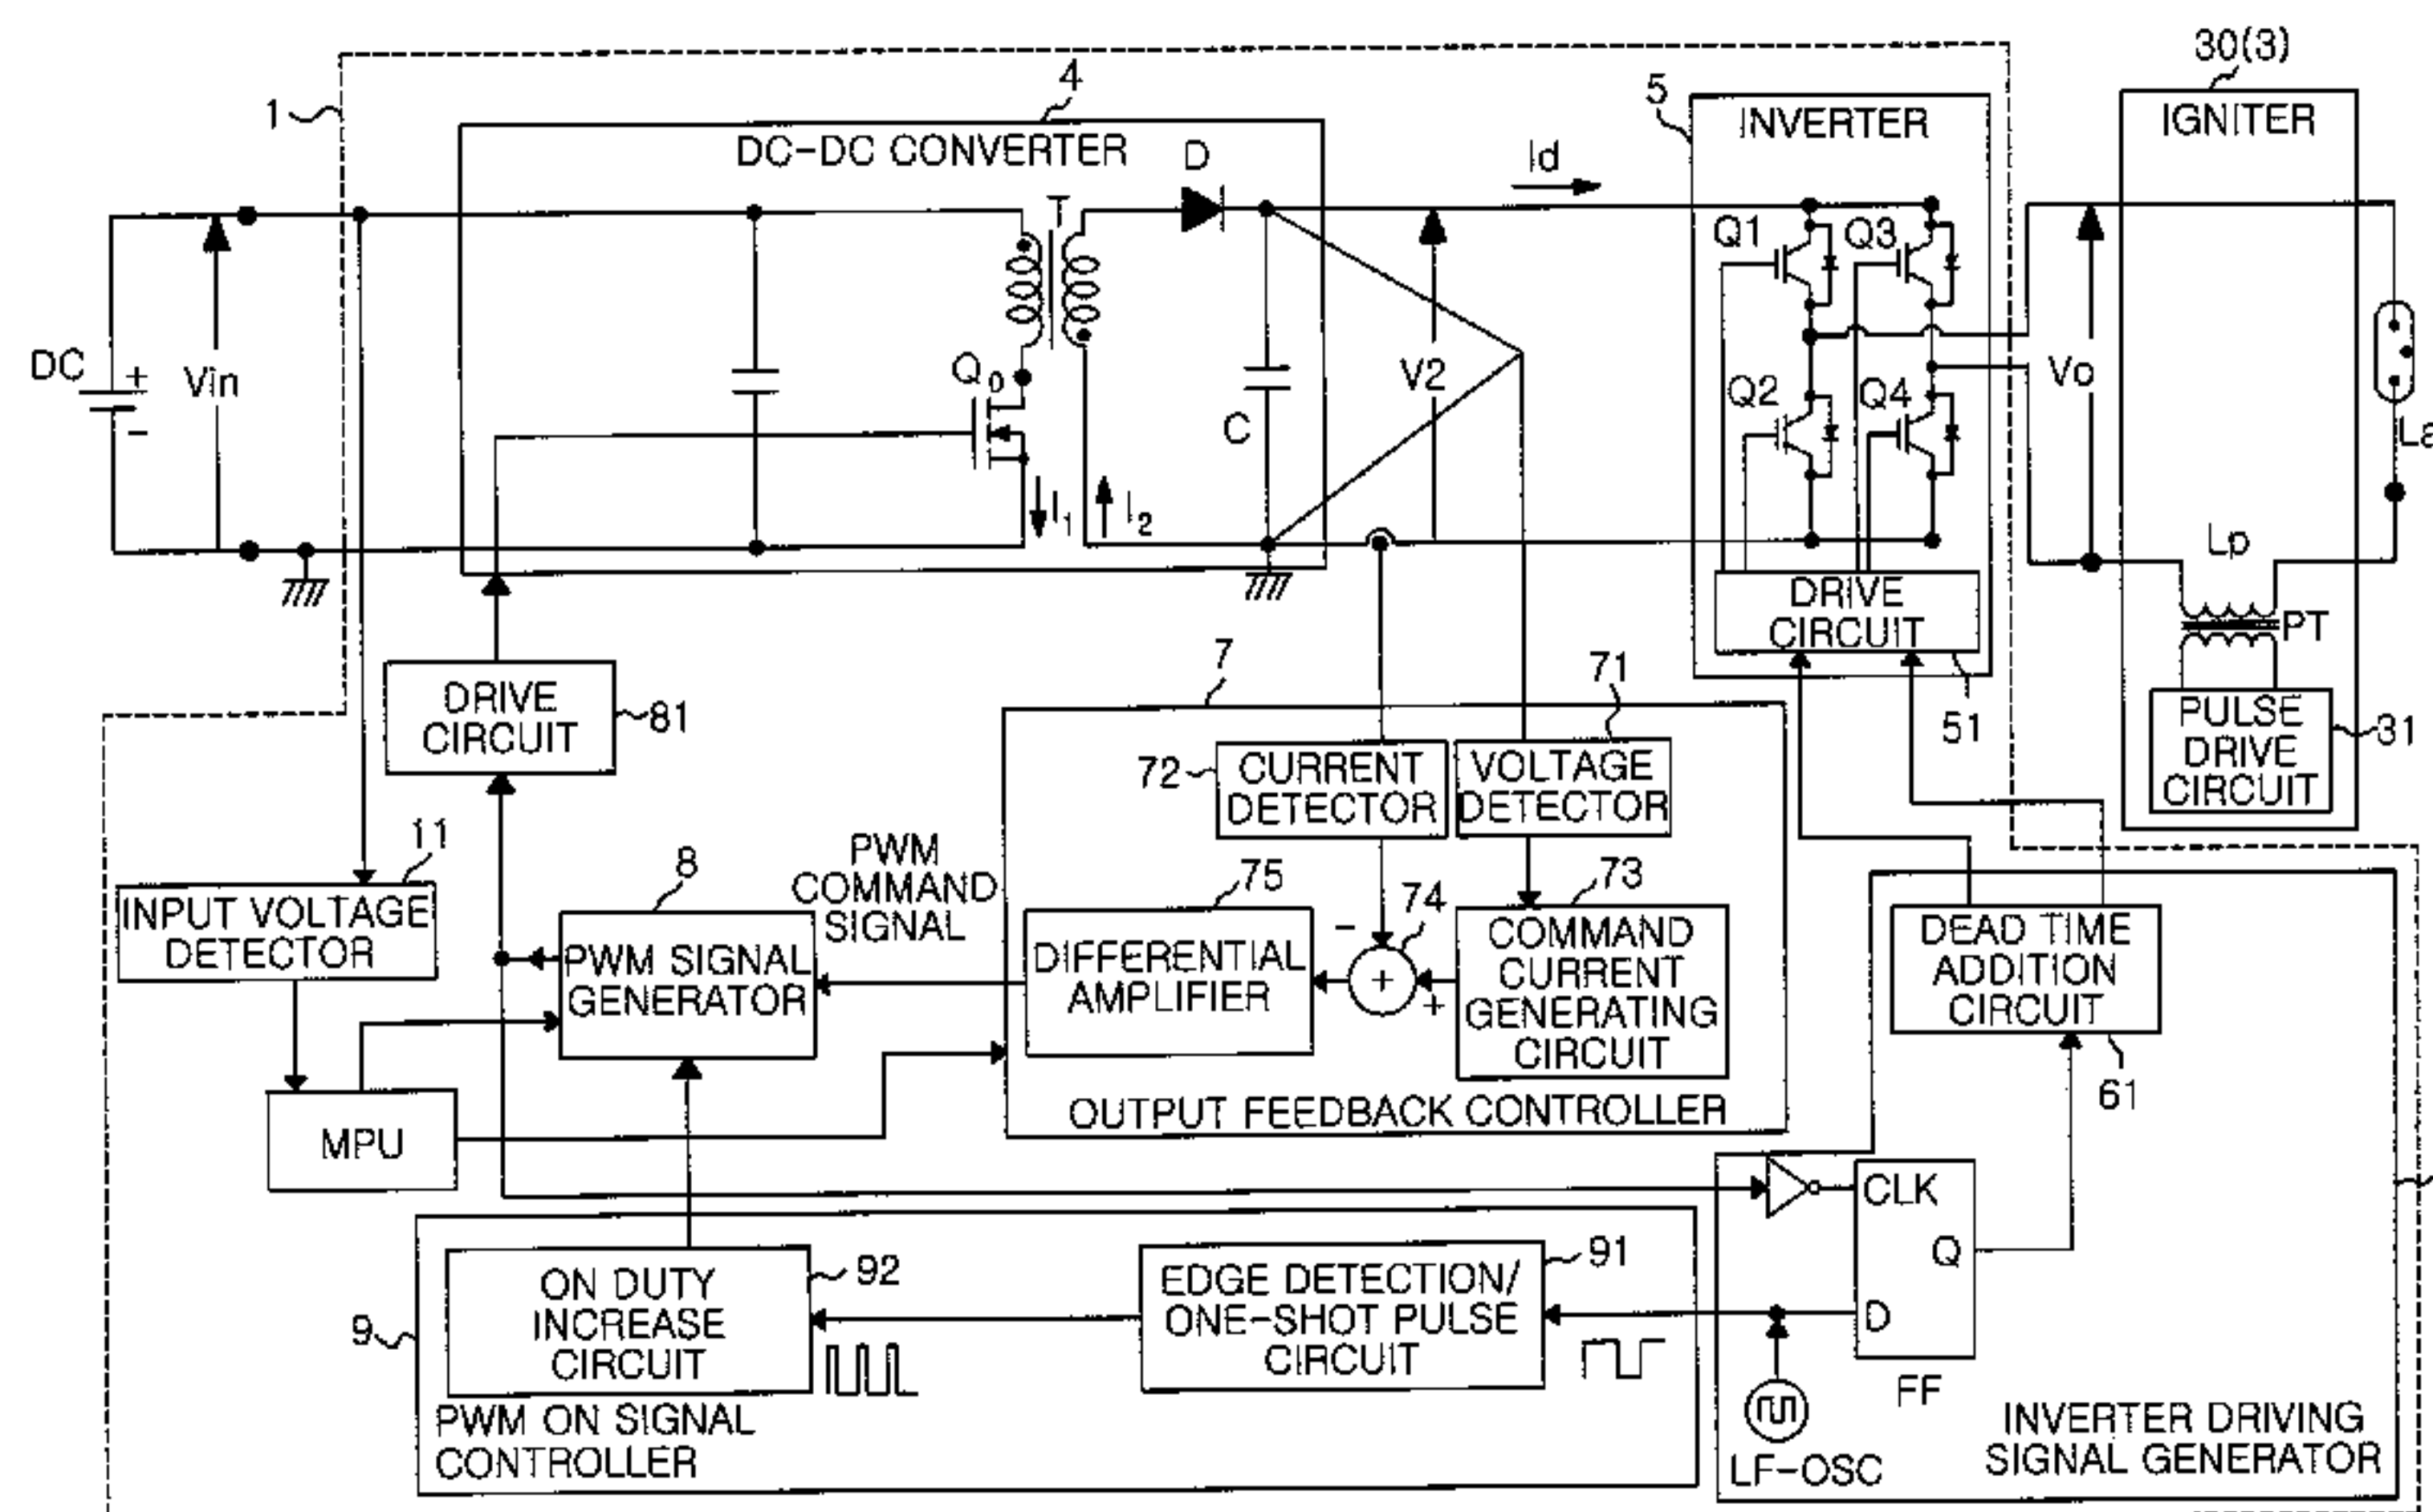 30(3)
1
4
5
INVERTER
IGNITER
DC-DC CONVERTER
D
Id
T
Q1
Q3
DC
+
Vin
-
Q0
C
V2
Q2
Q4
Vo
I1
I2
Lp
DRIVE
CIRCUIT
PT
7
71
51
DRIVE
CIRCUIT
81
PULSE
DRIVE
CIRCUIT
31
72
CURRENT
DETECTOR
VOLTAGE
DETECTOR
11
8
PWM
COMMAND
SIGNAL
75
74
73
INPUT VOLTAGE
DETECTOR
PWM SIGNAL
GENERATOR
DIFFERENTIAL
AMPLIFIER
-
+
+
COMMAND
CURRENT
GENERATING
CIRCUIT
DEAD TIME
ADDITION
CIRCUIT
61
MPU
OUTPUT FEEDBACK CONTROLLER
CLK
Q
D
FF
9
ON DUTY
INCREASE
CIRCUIT
92
EDGE DETECTION/
ONE-SHOT PULSE
CIRCUIT
91
PWM ON SIGNAL
CONTROLLER
LF-OSC
INVERTER DRIVING
SIGNAL GENERATOR